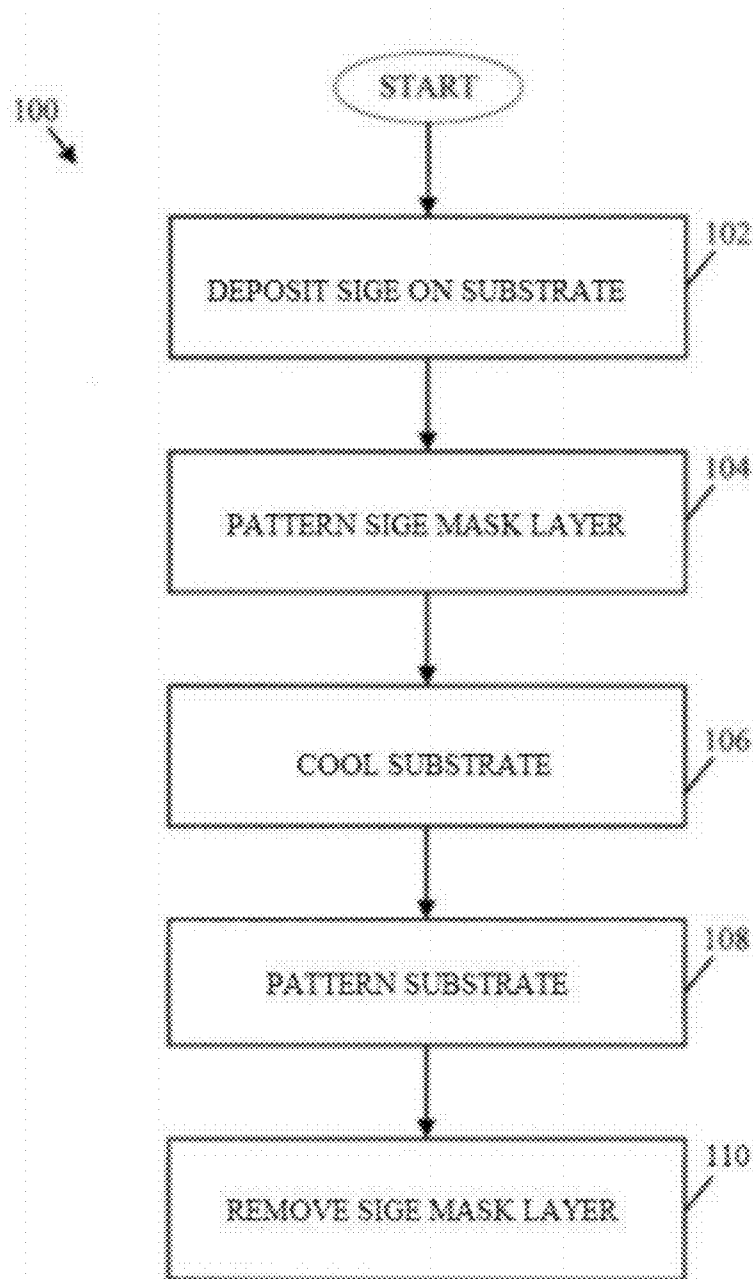 START
100
102
DEPOSIT SIGE ON SUBSTRATE
104
PATTERN SIGE MASK LAYER
106
COOL SUBSTRATE
108
PATTERN SUBSTRATE
110
REMOVE SIGE MASK LAYER